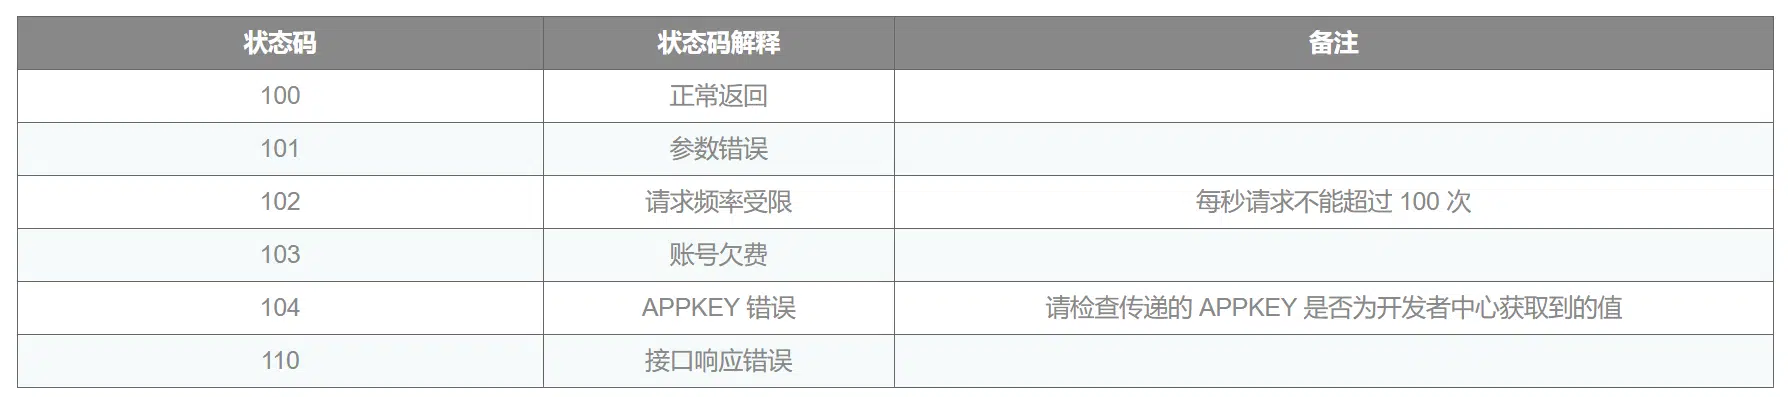 状态码 状态码解释 备注
100 正常返回
101 参数错误
102 请求频率受限 每秒请求不能超过 100 次
103 账号欠费
104 APPKEY 错误 请检查传递的 APPKEY 是否为开发者中心获取到的值
110 接口响应错误